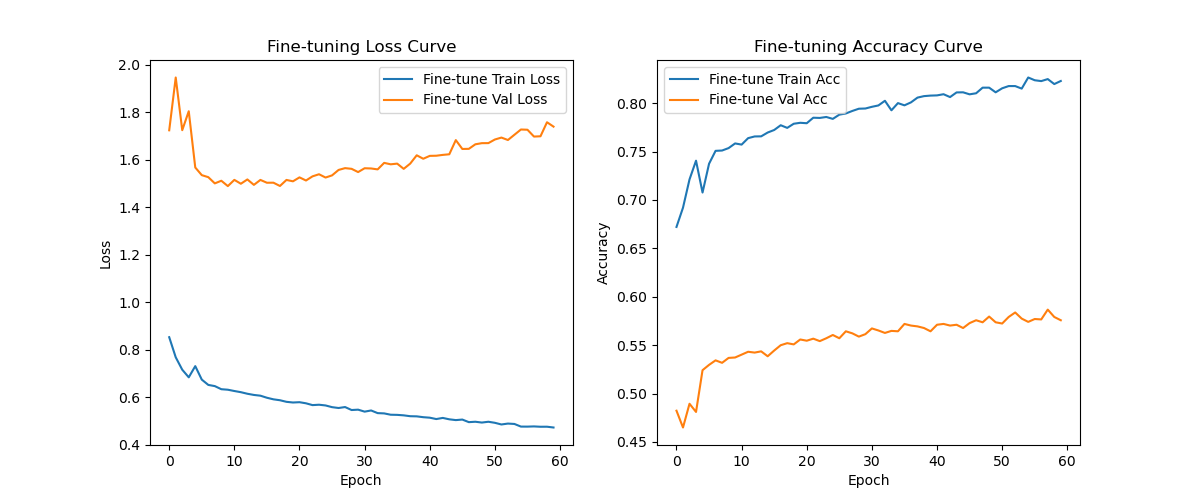 Fine-tuning Loss Curve
Fine-tune Train Loss
Fine-tune Val Loss
2.0
1.8
1.6
1.4
1.2
1.0
0.8
0.6
0.4
Loss
0 10 20 30 40 50 60
Epoch
Fine-tuning Accuracy Curve
Fine-tune Train Acc
Fine-tune Val Acc
0.80
0.75
0.70
0.65
0.60
0.55
0.50
0.45
Accuracy
0 10 20 30 40 50 60
Epoch